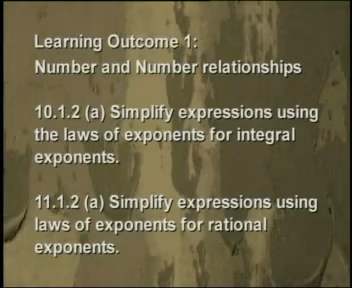 Learning Outcome 1:
Number and Number relationships
10.1.2 (a) Simplify expressions using
the laws of exponents for integral
exponents.
11.1.2 (a) Simplify expressions using
laws of exponents for rational
exponents.